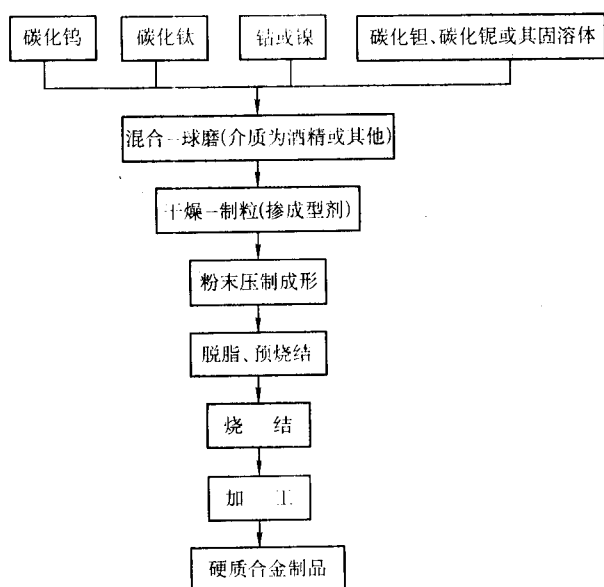 碳化钨
碳化钛
钴或镍
碳化钽、碳化铌或其固溶体
混合—球磨(介质为酒精或其他)
干燥—制粒(掺成型剂)
粉末压制成形
脱脂、预烧结
烧 结
加 工
硬质合金制品